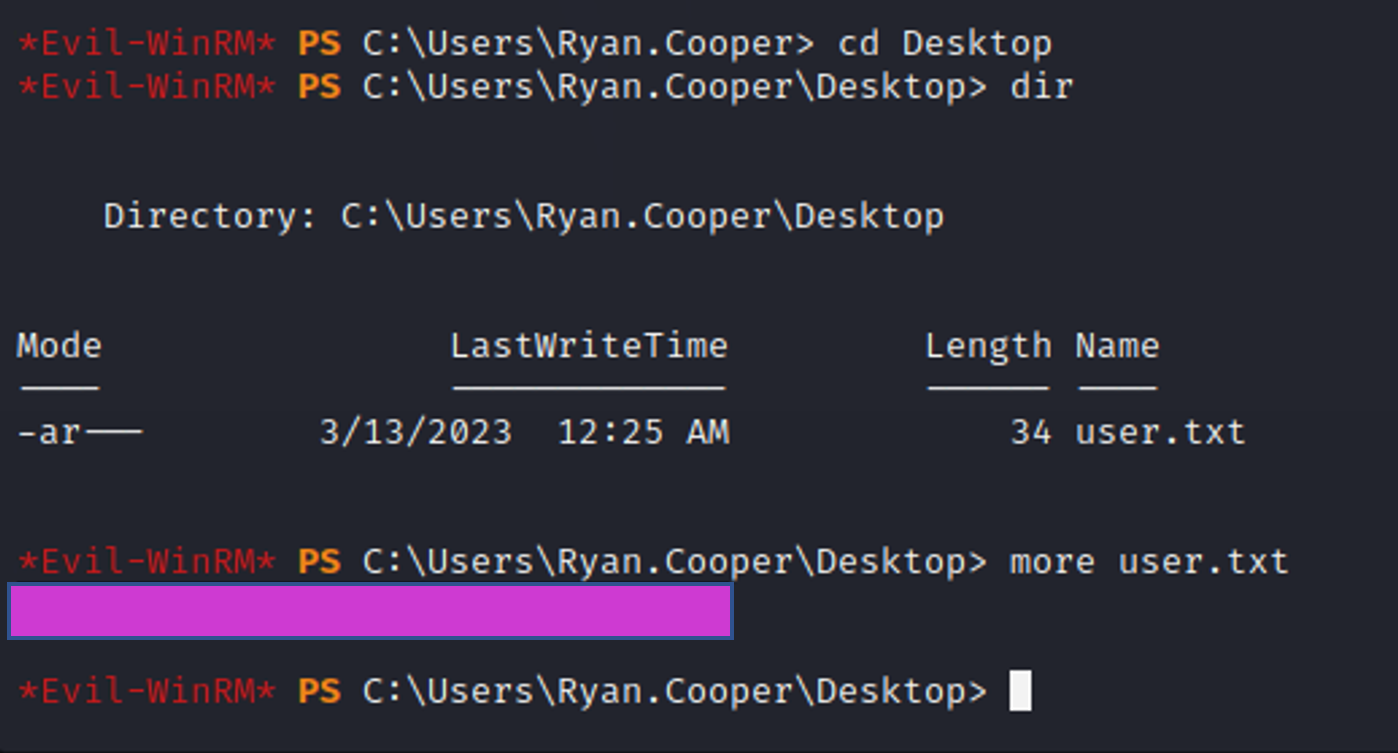 *Evil-WinRM* PS C:\Users\Ryan.Cooper> cd Desktop
*Evil-WinRM* PS C:\Users\Ryan.Cooper\Desktop> dir
Directory: C:\Users\Ryan.Cooper\Desktop
Mode LastWriteTime Length Name
---- ------------- ------ ----
-ar--- 3/13/2023 12:25 AM 34 user.txt
*Evil-WinRM* PS C:\Users\Ryan.Cooper\Desktop> more user.txt
*Evil-WinRM* PS C:\Users\Ryan.Cooper\Desktop>